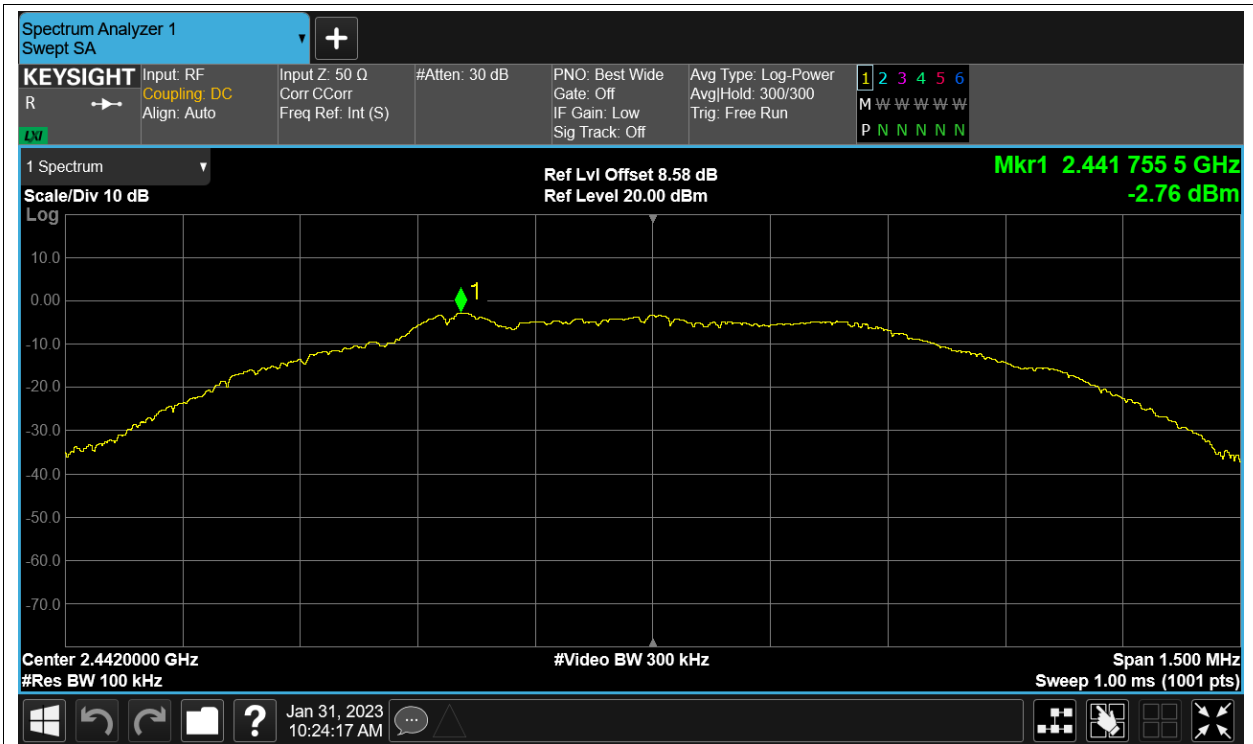 Spectrum Analyzer 1
Swept SA
KEYSIGHT
R
LXI
Input: RF
Coupling: DC
Align: Auto
Input Z: 50 Ω
Corr CCorr
Freq Ref: Int (S)
#Atten: 30 dB
PNO: Best Wide
Gate: Off
IF Gain: Low
Sig Track: Off
Avg Type: Log-Power
Avg|Hold: 300/300
Trig: Free Run
1 2 3 4 5 6
M W W W W W
P N N N N N
1 Spectrum
Scale/Div 10 dB
Log
Ref Lvl Offset 8.58 dB
Ref Level 20.00 dBm
Mkr1 2.441 755 5 GHz
-2.76 dBm
1
10.0
0.00
-10.0
-20.0
-30.0
-40.0
-50.0
-60.0
-70.0
Center 2.4420000 GHz
#Res BW 100 kHz
#Video BW 300 kHz
Span 1.500 MHz
Sweep 1.00 ms (1001 pts)
?
Jan 31, 2023
10:24:17 AM